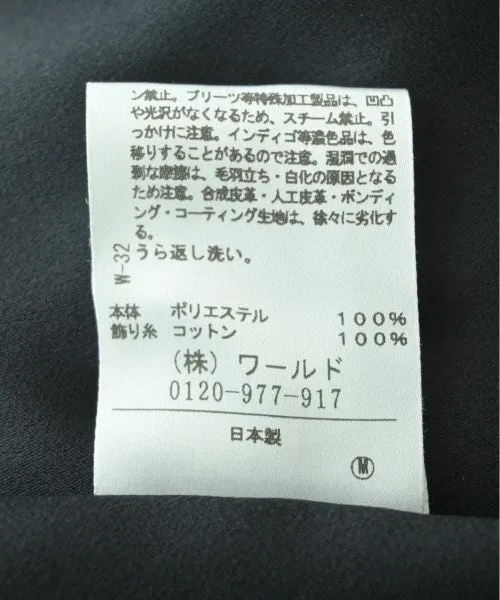 ン禁止。プリーツ等特殊加工製品は、凹凸
や光沢がなくなるため、スチーム禁止。引
っかけに注意。インディゴ等濃色品は、色
移りすることがあるので注意。湿潤での過
剰な摩擦は、毛羽立ち・白化の原因となる
ため注意。合成皮革・人工皮革・ボンディ
ング・コーティング生地は、徐々に劣化す
る。
うら返し洗い。
W-32
本体 ポリエステル 100%
飾り糸 コットン 100%
(株) ワールド
0120-977-917
日本製
Ⓜ